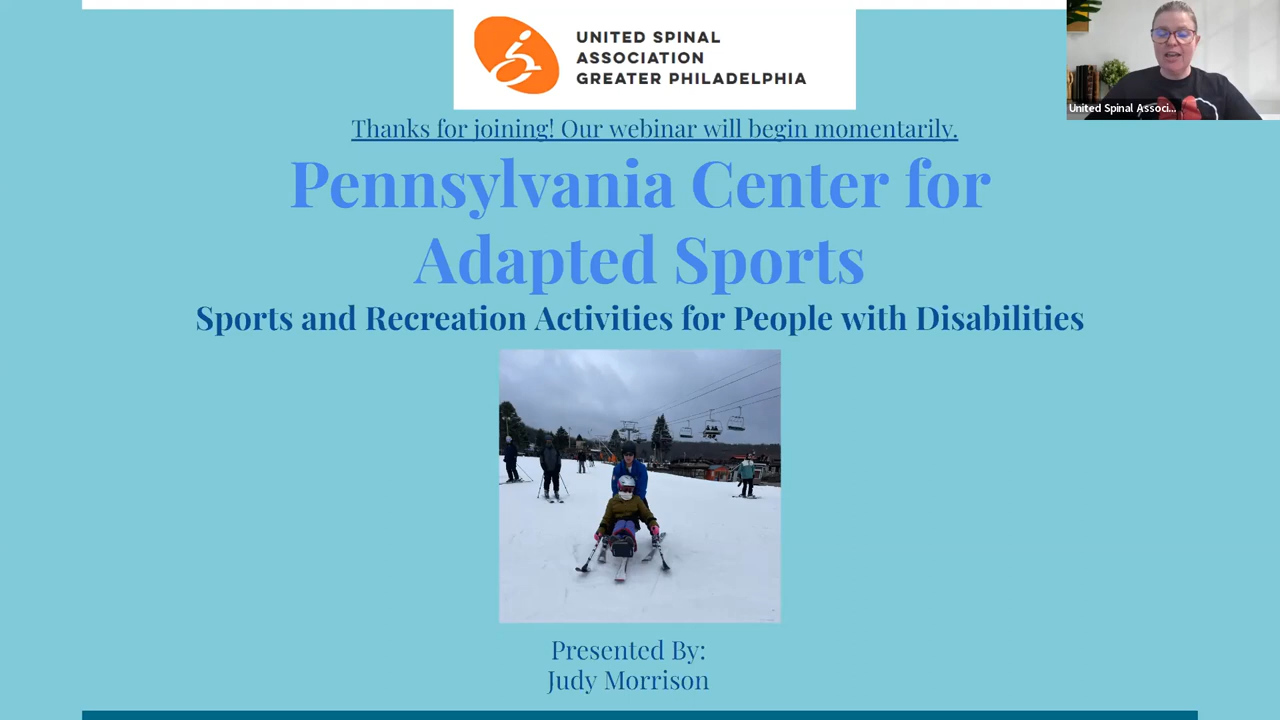 UNITED SPINAL
ASSOCIATION
GREATER PHILADELPHIA
United Spinal Associ...
Thanks for joining! Our webinar will begin momentarily.
Pennsylvania Center for
Adapted Sports
Sports and Recreation Activities for People with Disabilities
Presented By:
Judy Morrison